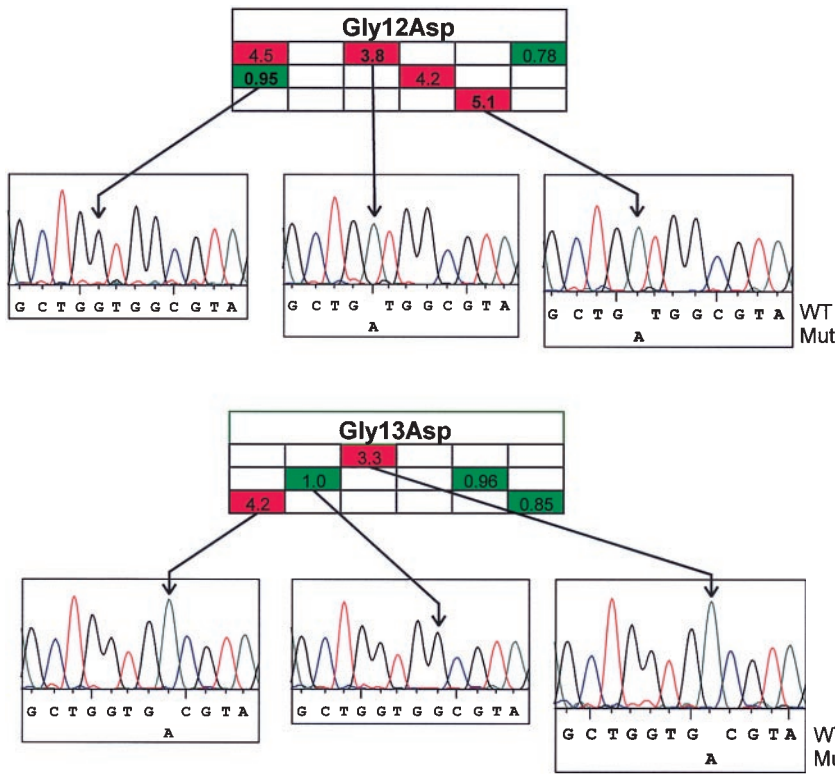 Gly12Asp
4.5 3.8 0.78
0.95 4.2
5.1
G C T G G T G G C G T A
G C T G T G G C G T A
A
G C T G T G G C G T A WT
A Mut
Gly13Asp
3.3
1.0 0.96
4.2 0.85
G C T G G T G C G T A
A
G C T G G T G G C G T A
G C T G G T G C G T A
A